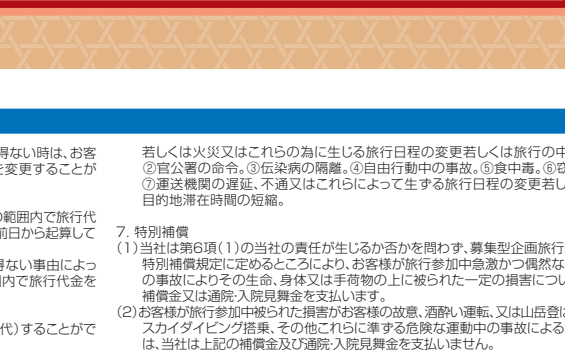 得ない時は、お客
を変更することが
の範囲内で旅行代
前日から起算して
得ない事由によっ
内で旅行代金を
代)することがで
若しくは火災又はこれらの為に生じる旅行日程の変更若しくは旅行の中
②官公署の命令。③伝染病の隔離。④自由行動中の事故。⑤食中毒。⑥
⑦運送機関の遅延、不通又はこれらによって生ずる旅行日程の変更若し
目的地滞在時間の短縮。
7. 特別補償
(1)当社は第6項(1)の当社の責任が生じるか否かを問わず、募集型企画旅行
特別補償規定に定めるところにより、お客様が旅行参加中急激かつ偶然な
の事故によりその生命、身体又は手荷物の上に被られた一定の損害につい
補償金又は通院・入院見舞金を支払います。
(2)お客様が旅行参加中被られた損害がお客様の故意、酒酔い運転、又は山岳登
スカイダイビング搭乗、その他これらに準ずる危険な運動中の事故による
は、当社は上記の補償金及び通院・入院見舞金を支払いません。